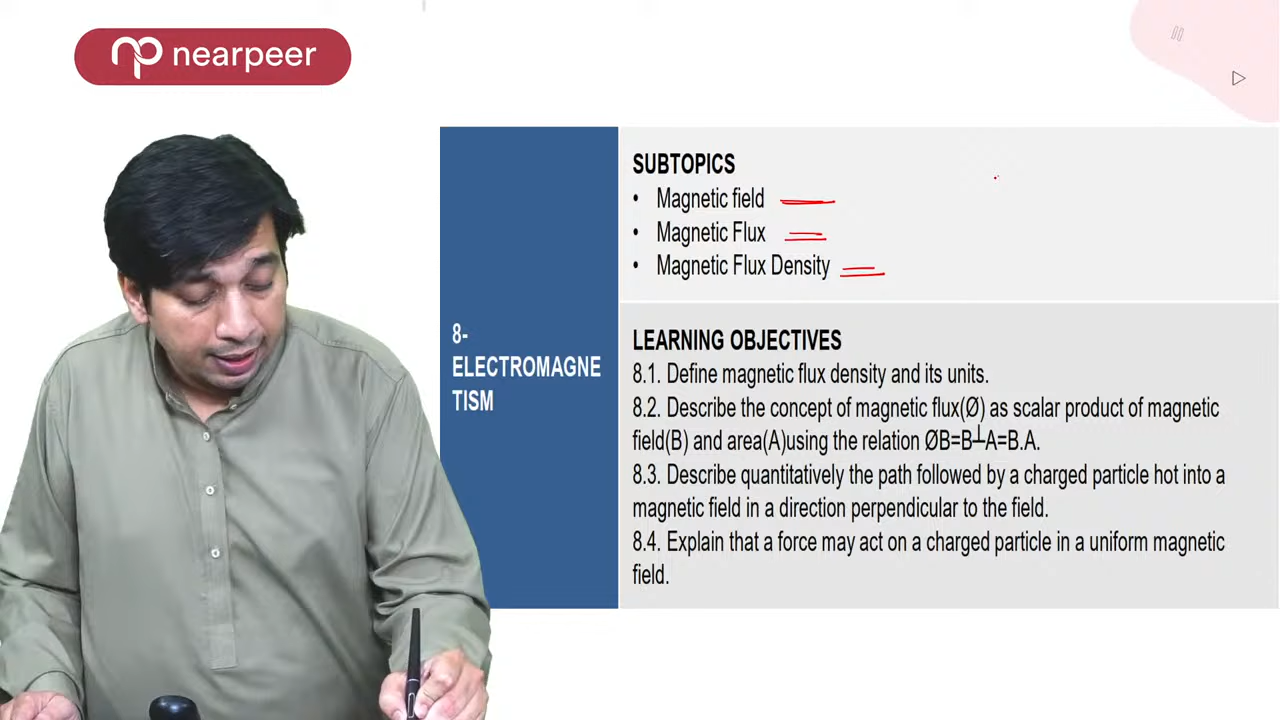 nearpeer
SUBTOPICS
• Magnetic field
• Magnetic Flux
• Magnetic Flux Density
8-
ELECTROMAGNE
TISM
LEARNING OBJECTIVES
8.1. Define magnetic flux density and its units.
8.2. Describe the concept of magnetic flux(Ø) as scalar product of magnetic
field(B) and area(A)using the relation ØB=B┴A=B.A.
8.3. Describe quantitatively the path followed by a charged particle hot into a
magnetic field in a direction perpendicular to the field.
8.4. Explain that a force may act on a charged particle in a uniform magnetic
field.